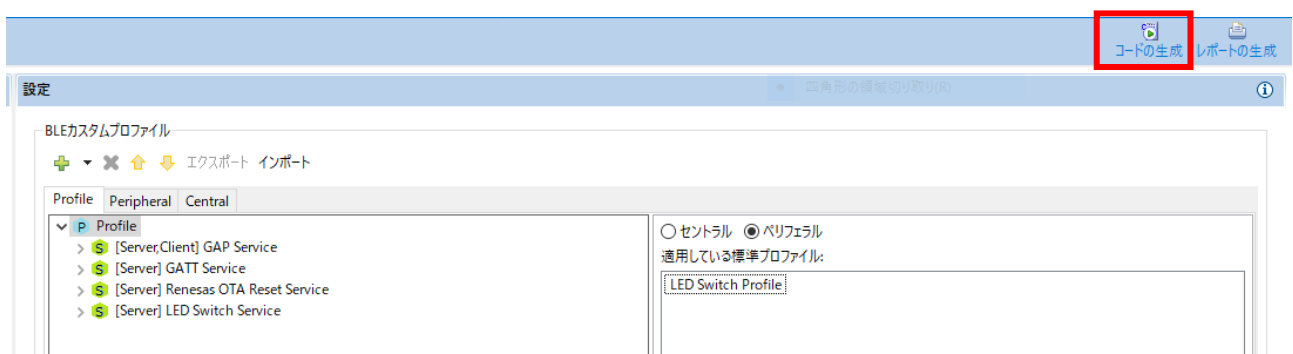 コードの生成 レポートの生成
設定
四角形の領域切り取り(R)
BLEカスタムプロファイル
エクスポート インポート
Profile Peripheral Central
P Profile
S [Server,Client] GAP Service
S [Server] GATT Service
S [Server] Renesas OTA Reset Service
S [Server] LED Switch Service
セントラル ペリフェラル
適用している標準プロファイル:
LED Switch Profile